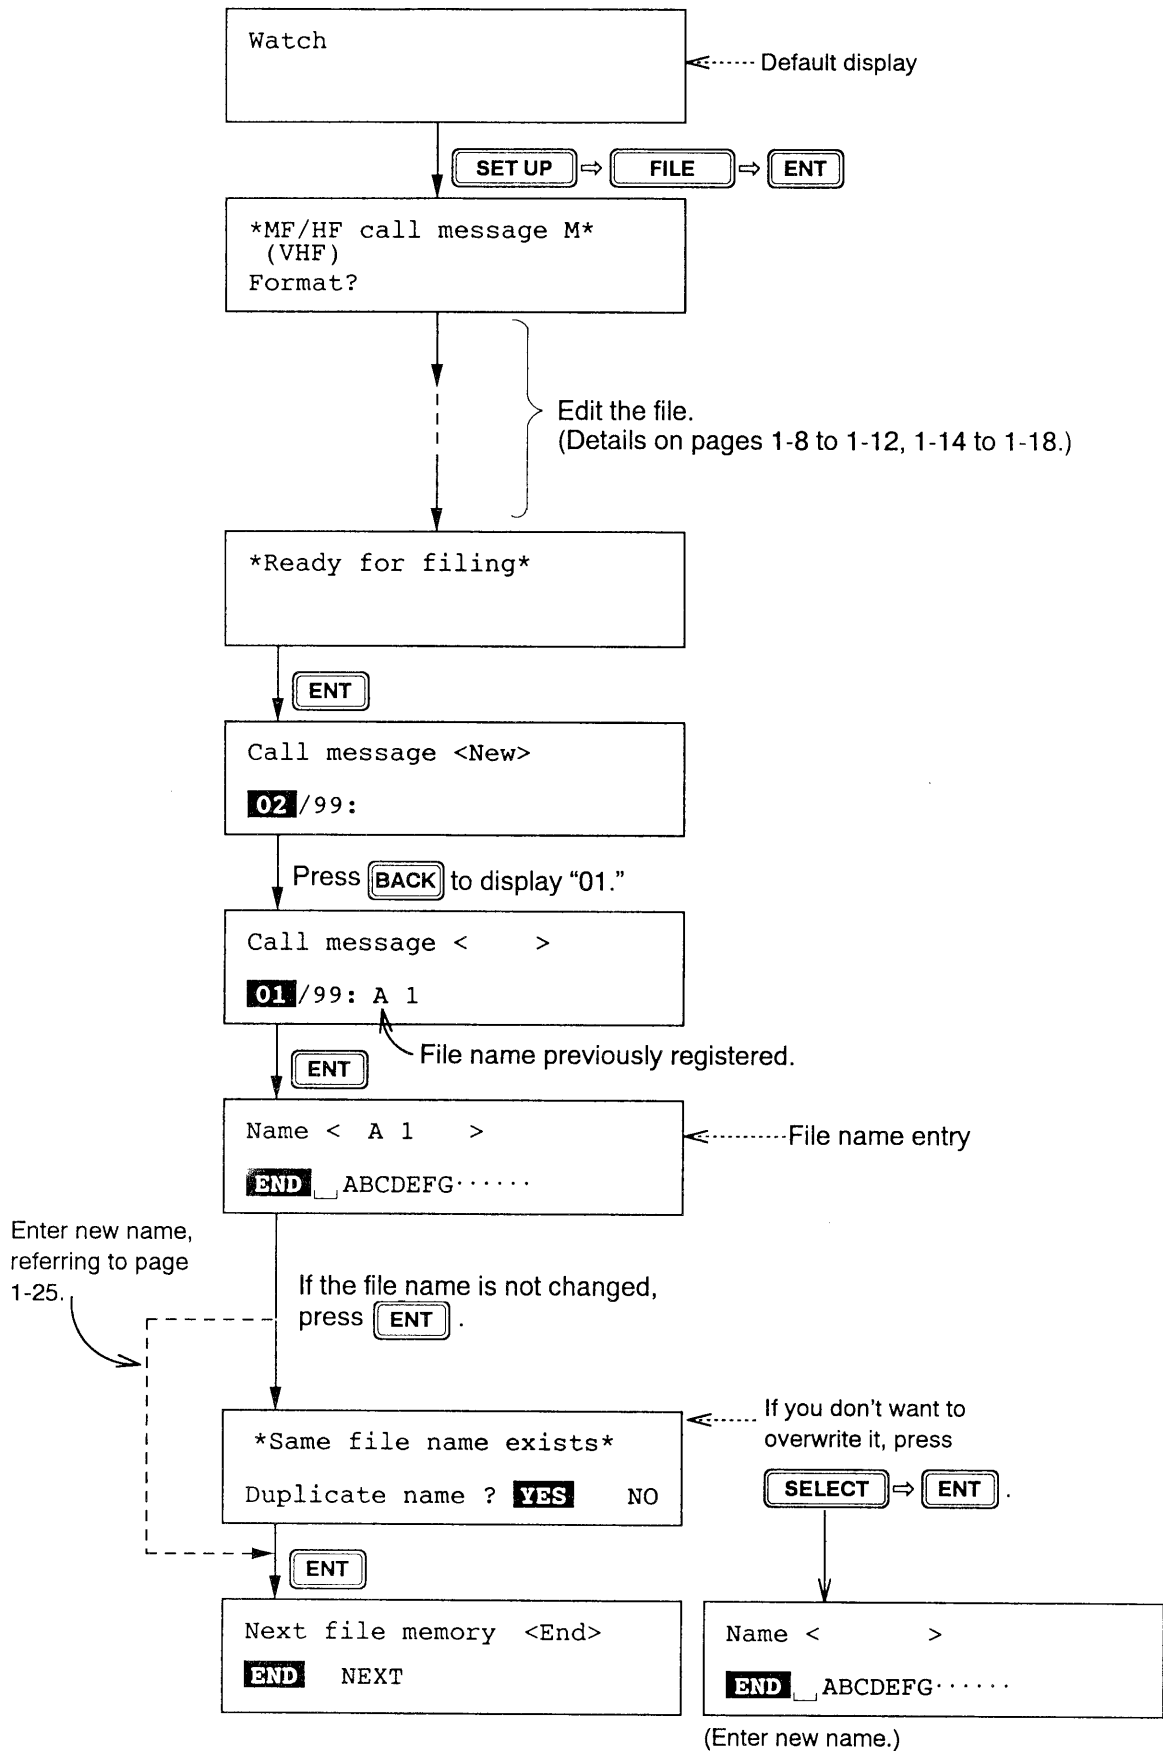 Watch
Default display
SET UP ⇨ FILE ⇨ ENT
*MF/HF call message M*
(VHF)
Format?
Edit the file.
(Details on pages 1-8 to 1-12, 1-14 to 1-18.)
*Ready for filing*
ENT
Call message <New>
02/99:
Press BACK to display “01.”
Call message <    >
01/99: A 1
File name previously registered.
ENT
Name < A 1   >
File name entry
END␣ABCDEFG······
Enter new name,
referring to page
1-25.
If the file name is not changed,
press ENT .
If you don't want to
overwrite it, press
SELECT ⇨ ENT .
*Same file name exists*
Duplicate name ? YES   NO
ENT
Next file memory <End>
END NEXT
Name <      >
END␣ABCDEFG······
(Enter new name.)